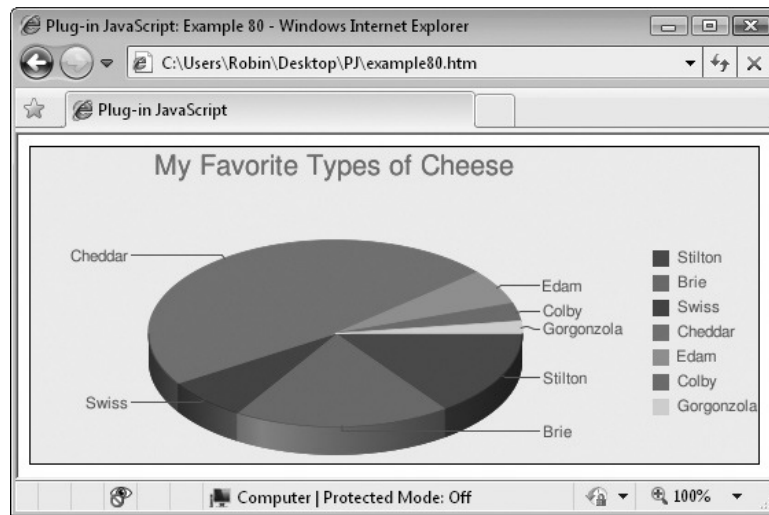 Plug-in JavaScript: Example 80 - Windows Internet Explorer
C:\Users\Robin\Desktop\PJ\example80.htm
Plug-in JavaScript
My Favorite Types of Cheese
Cheddar
Edam
Colby
Gorgonzola
Stilton
Swiss
Brie
Stilton
Brie
Swiss
Cheddar
Edam
Colby
Gorgonzola
Computer | Protected Mode: Off
100%